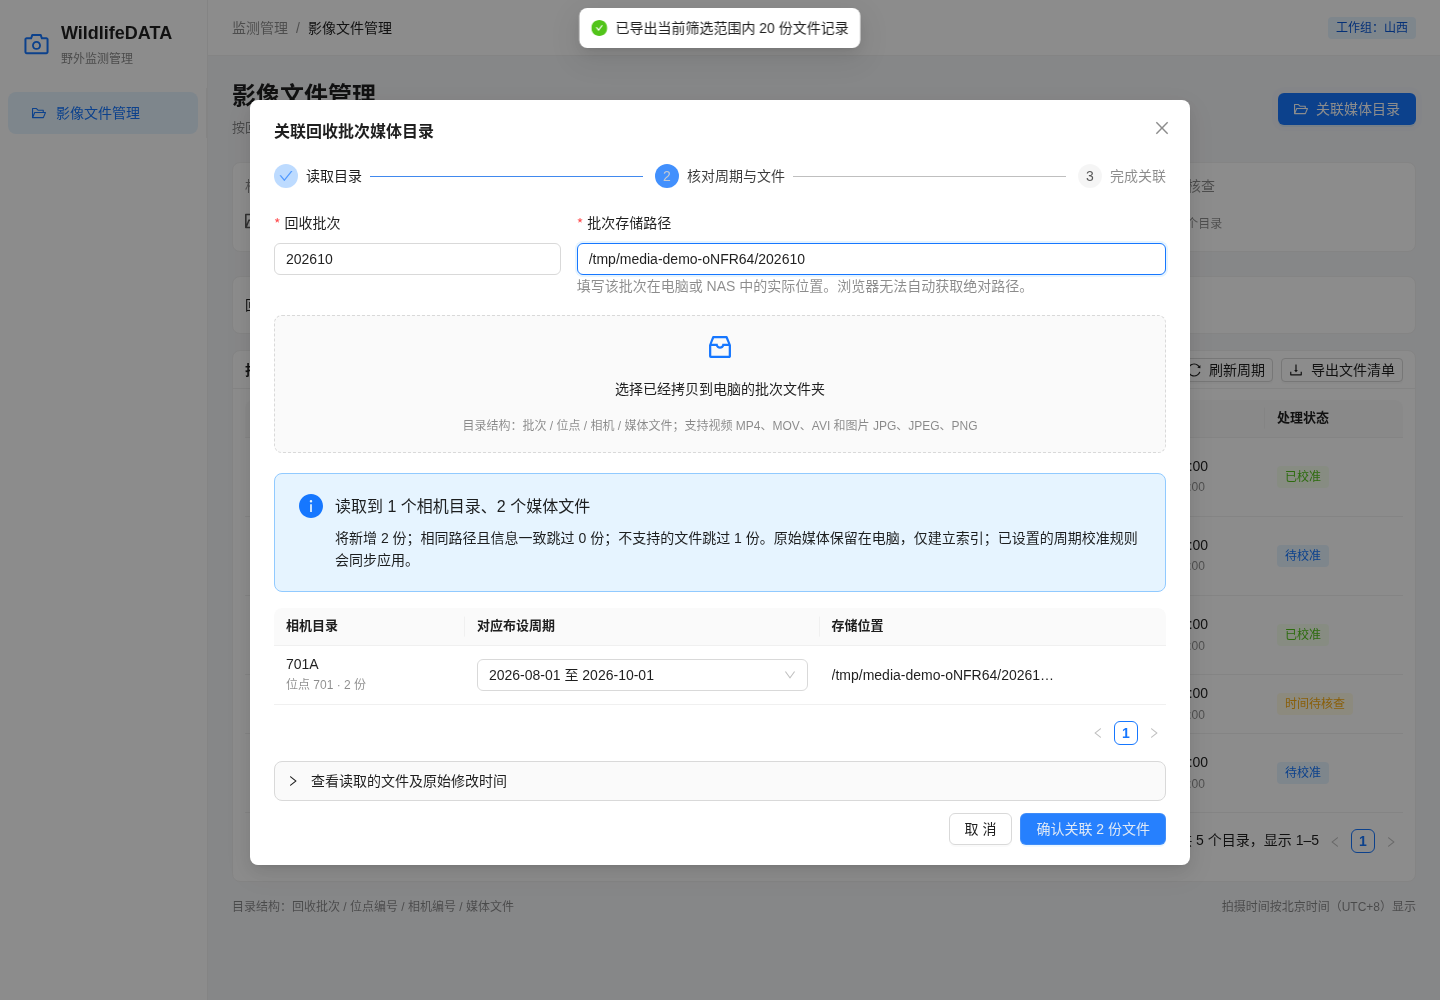 WildlifeDATA
野外监测管理
影像文件管理
监测管理 / 影像文件管理
已导出当前筛选范围内 20 份文件记录
工作组：山西
影像文件管理
关联媒体目录
核查
个目录
刷新周期
导出文件清单
处理状态
:00
:00
已校准
:00
:00
待校准
:00
:00
已校准
:00
:00
时间待核查
:00
:00
待校准
5 个目录，显示 1–5
1
目录结构：回收批次 / 位点编号 / 相机编号 / 媒体文件
拍摄时间按北京时间（UTC+8）显示
关联回收批次媒体目录
读取目录
2 核对周期与文件
3 完成关联
* 回收批次
* 批次存储路径
202610
/tmp/media-demo-oNFR64/202610
填写该批次在电脑或 NAS 中的实际位置。浏览器无法自动获取绝对路径。
选择已经拷贝到电脑的批次文件夹
目录结构：批次 / 位点 / 相机 / 媒体文件；支持视频 MP4、MOV、AVI 和图片 JPG、JPEG、PNG
读取到 1 个相机目录、2 个媒体文件
将新增 2 份；相同路径且信息一致跳过 0 份；不支持的文件跳过 1 份。原始媒体保留在电脑，仅建立索引；已设置的周期校准规则
会同步应用。
相机目录
对应布设周期
存储位置
701A
位点 701 · 2 份
2026-08-01 至 2026-10-01
/tmp/media-demo-oNFR64/20261…
1
查看读取的文件及原始修改时间
取 消
确认关联 2 份文件